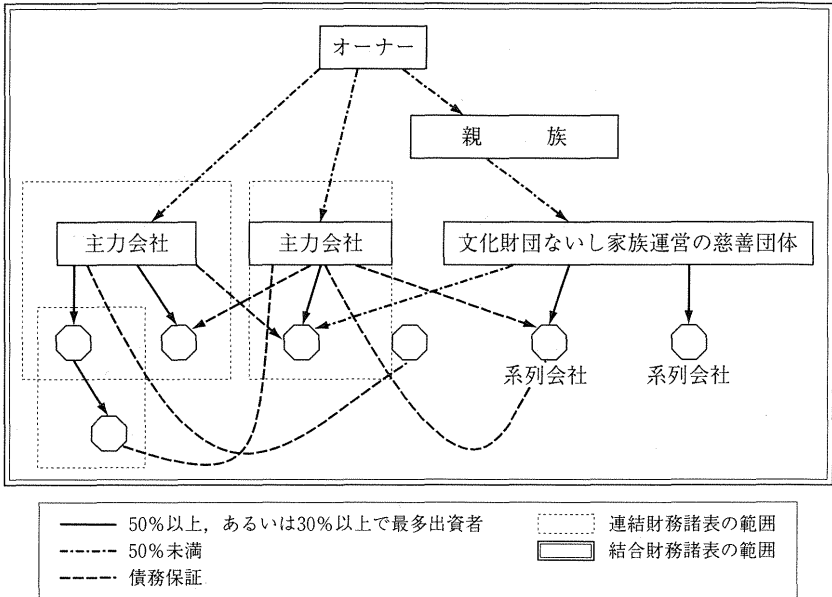 オーナー
親 族
主力会社
主力会社
文化財団ないし家族運営の慈善団体
系列会社
系列会社
50％以上，あるいは30％以上で最多出資者
50％未満
債務保証
連結財務諸表の範囲
結合財務諸表の範囲